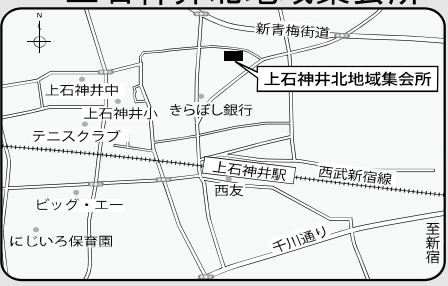 上石神井北地域集会所
N
新青梅街道
上石神井北地域集会所
上石神井中
上石神井小
きらぼし銀行
テニスクラブ
上石神井駅
西武新宿線
西友
ビッグ・エー
にじいろ保育園
千川通り
至新宿